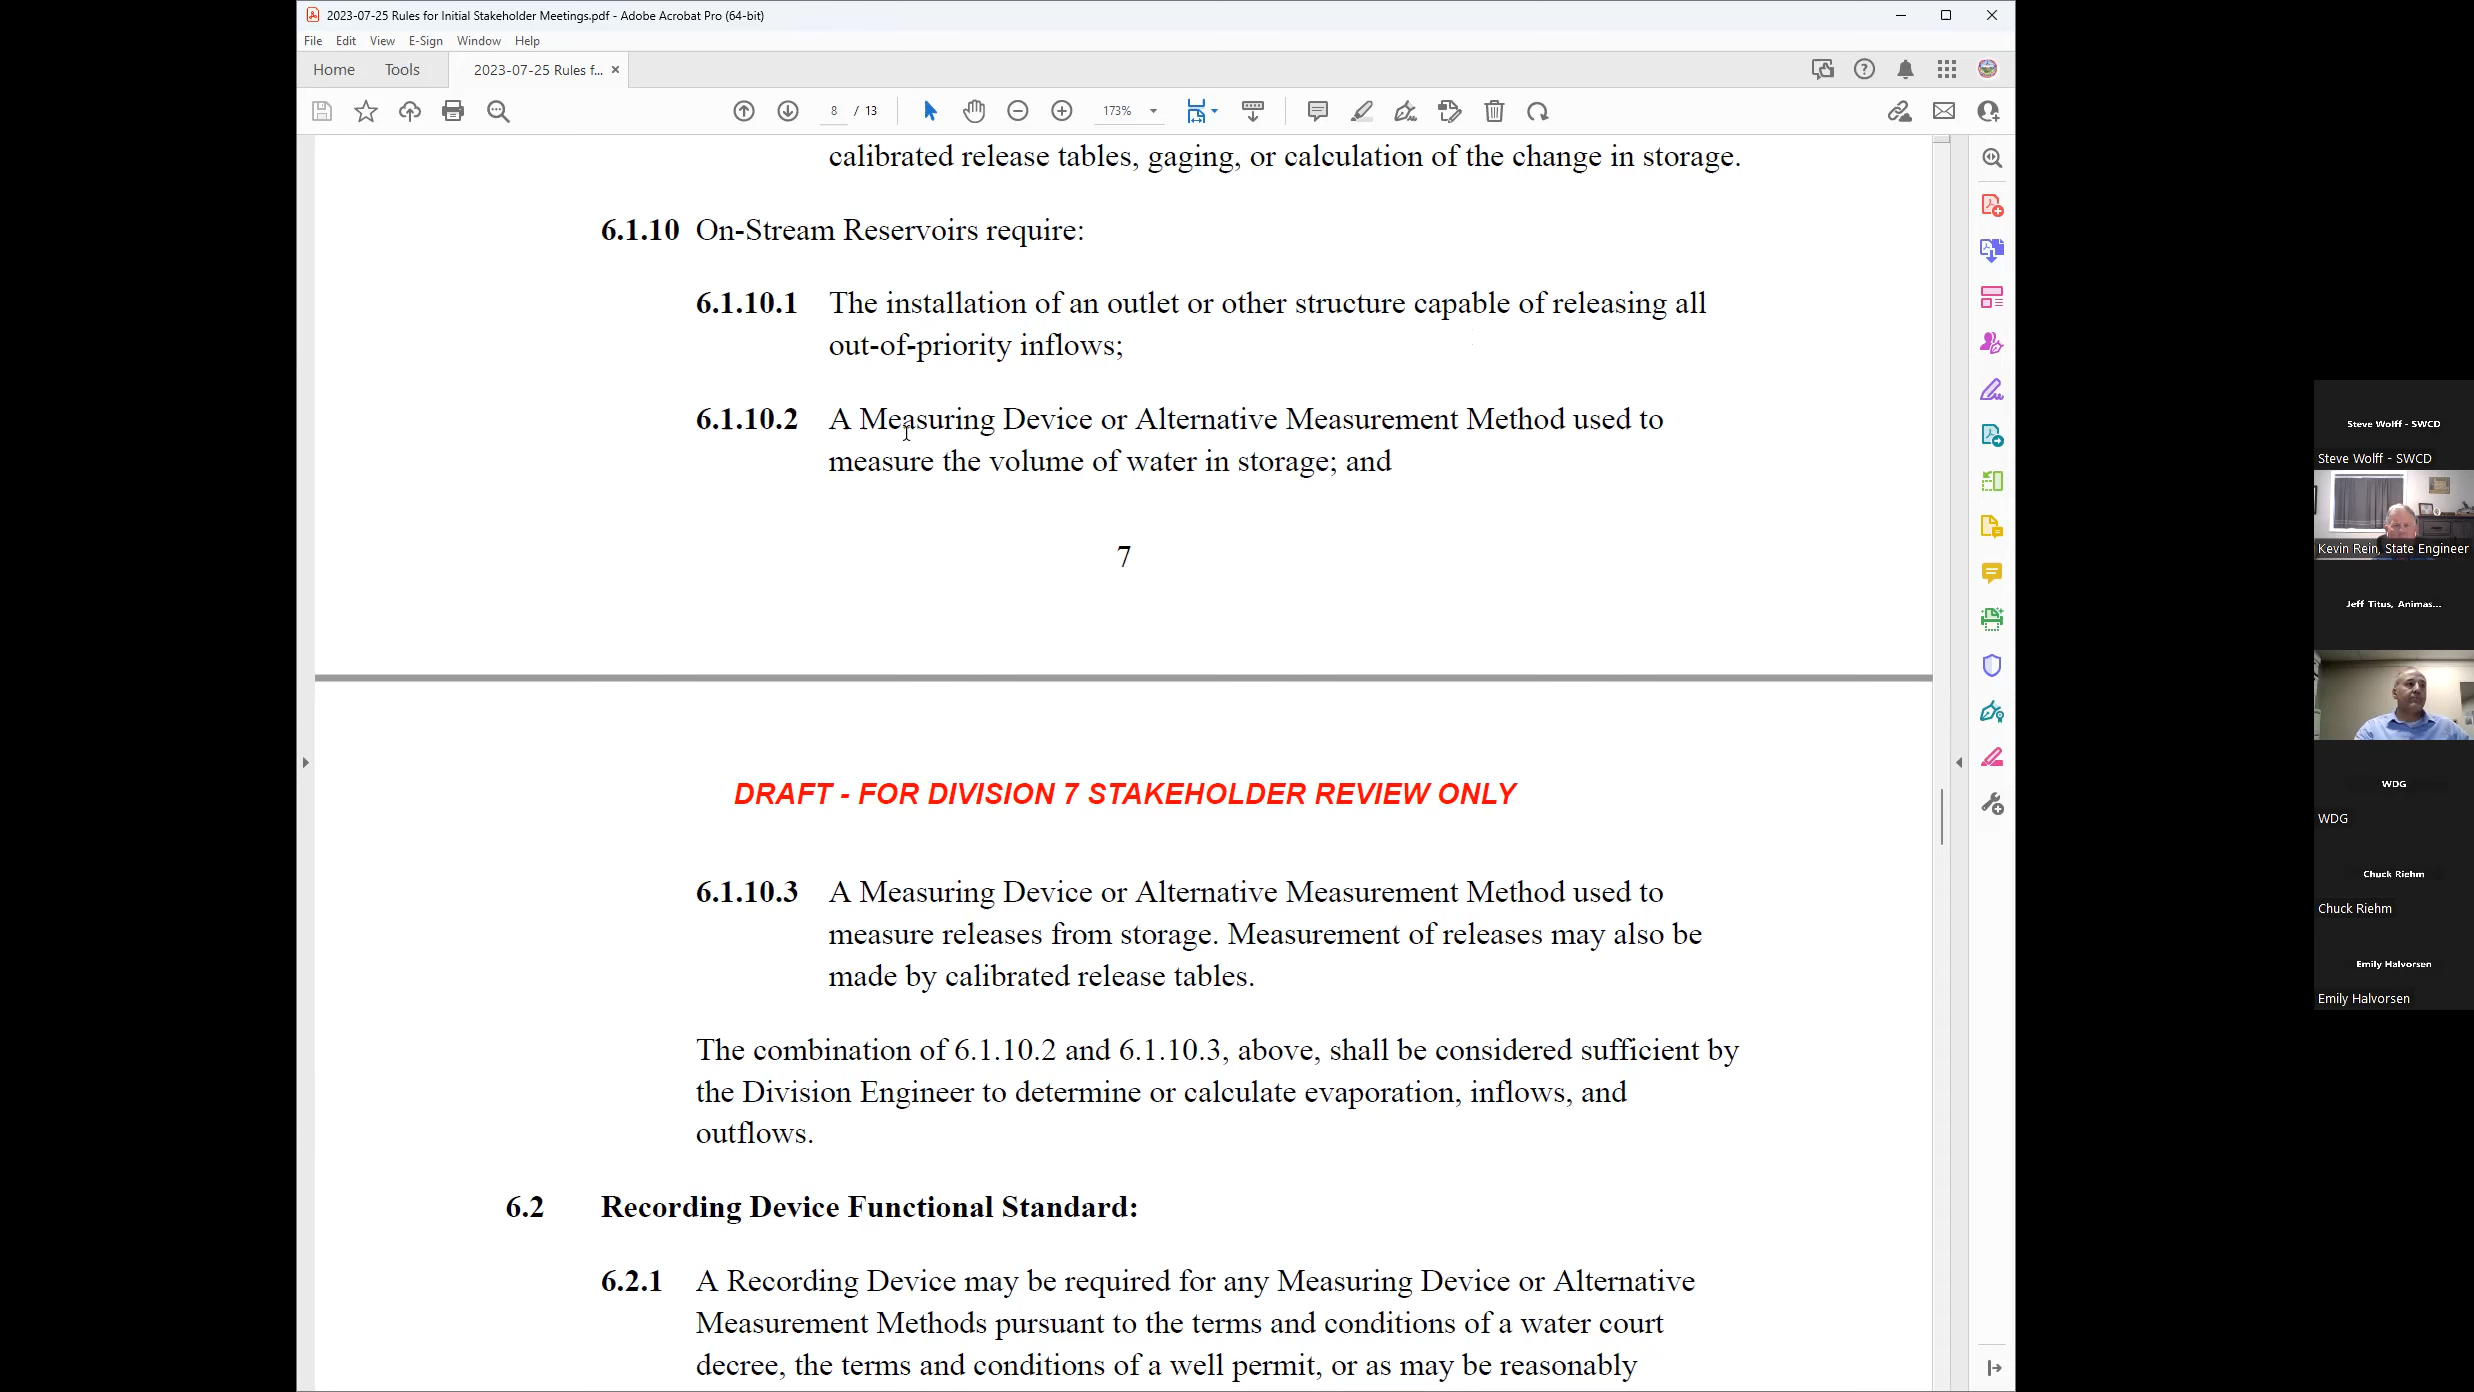 2023-07-25 Rules for Initial Stakeholder Meetings.pdf - Adobe Acrobat Pro (64-bit)
File Edit View E-Sign Window Help
Home Tools 2023-07-25 Rules f... ×
8 / 13 173%
calibrated release tables, gaging, or calculation of the change in storage.
6.1.10 On-Stream Reservoirs require:
6.1.10.1 The installation of an outlet or other structure capable of releasing all
out-of-priority inflows;
6.1.10.2 A Measuring Device or Alternative Measurement Method used to
measure the volume of water in storage; and
7
DRAFT - FOR DIVISION 7 STAKEHOLDER REVIEW ONLY
6.1.10.3 A Measuring Device or Alternative Measurement Method used to
measure releases from storage. Measurement of releases may also be
made by calibrated release tables.
The combination of 6.1.10.2 and 6.1.10.3, above, shall be considered sufficient by
the Division Engineer to determine or calculate evaporation, inflows, and
outflows.
6.2 Recording Device Functional Standard:
6.2.1 A Recording Device may be required for any Measuring Device or Alternative
Measurement Methods pursuant to the terms and conditions of a water court
decree, the terms and conditions of a well permit, or as may be reasonably
Steve Wolff - SWCD
Steve Wolff - SWCD
Kevin Rein, State Engineer
Jeff Titus, Animas...
WDG
WDG
Chuck Riehm
Chuck Riehm
Emily Halvorsen
Emily Halvorsen